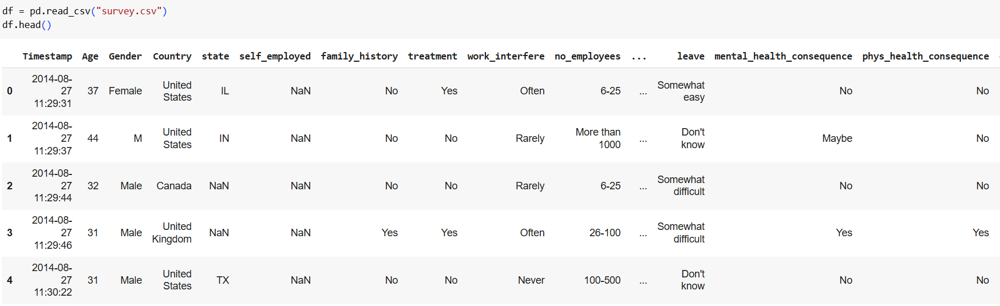 df = pd.read_csv("survey.csv")
df.head()
Timestamp Age Gender Country state self_employed family_history treatment work_interfere no_employees ... leave mental_health_consequence phys_health_consequence
0 2014-08-27 11:29:31 37 Female United States IL NaN No Yes Often 6-25 ... Somewhat easy No No
1 2014-08-27 11:29:37 44 M United States IN NaN No No Rarely More than 1000 ... Don't know Maybe No
2 2014-08-27 11:29:44 32 Male Canada NaN NaN No No Rarely 6-25 ... Somewhat difficult No No
3 2014-08-27 11:29:46 31 Male United Kingdom NaN NaN Yes Yes Often 26-100 ... Somewhat difficult Yes Yes
4 2014-08-27 11:30:22 31 Male United States TX NaN No No Never 100-500 ... Don't know No No